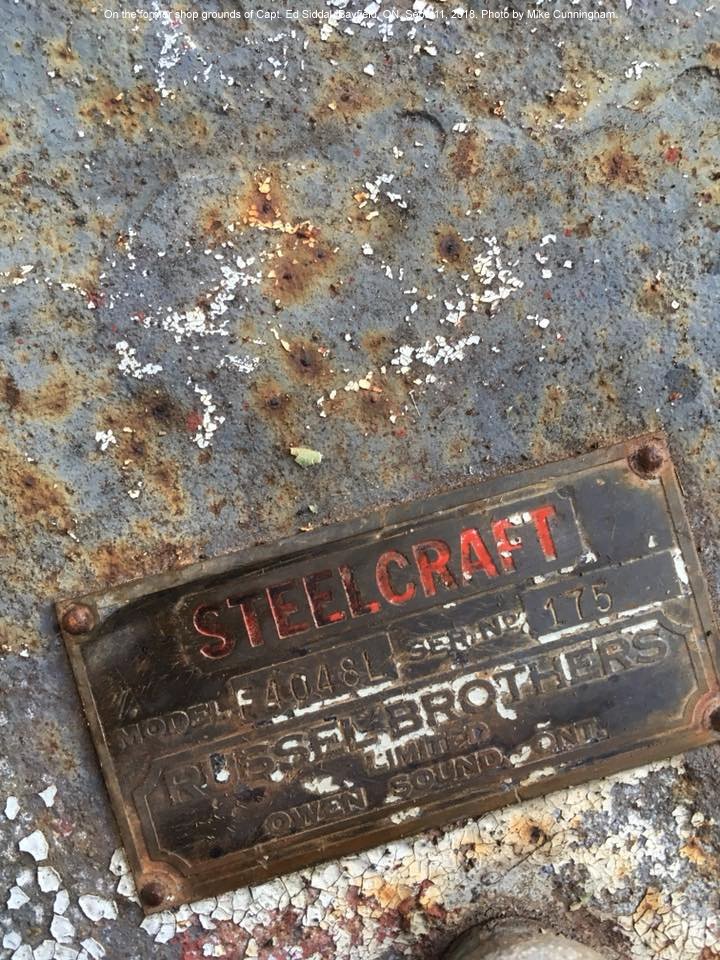 On the former shop grounds of Capt. Ed Siddall, Bayfield, ON, Sept. 11, 2018. Photo by Mike Cunningham.
STEELCRAFT
MODEL F4048L SER. NO 175
RUSSEL BROTHERS
LIMITED
OWEN SOUND, ONT.